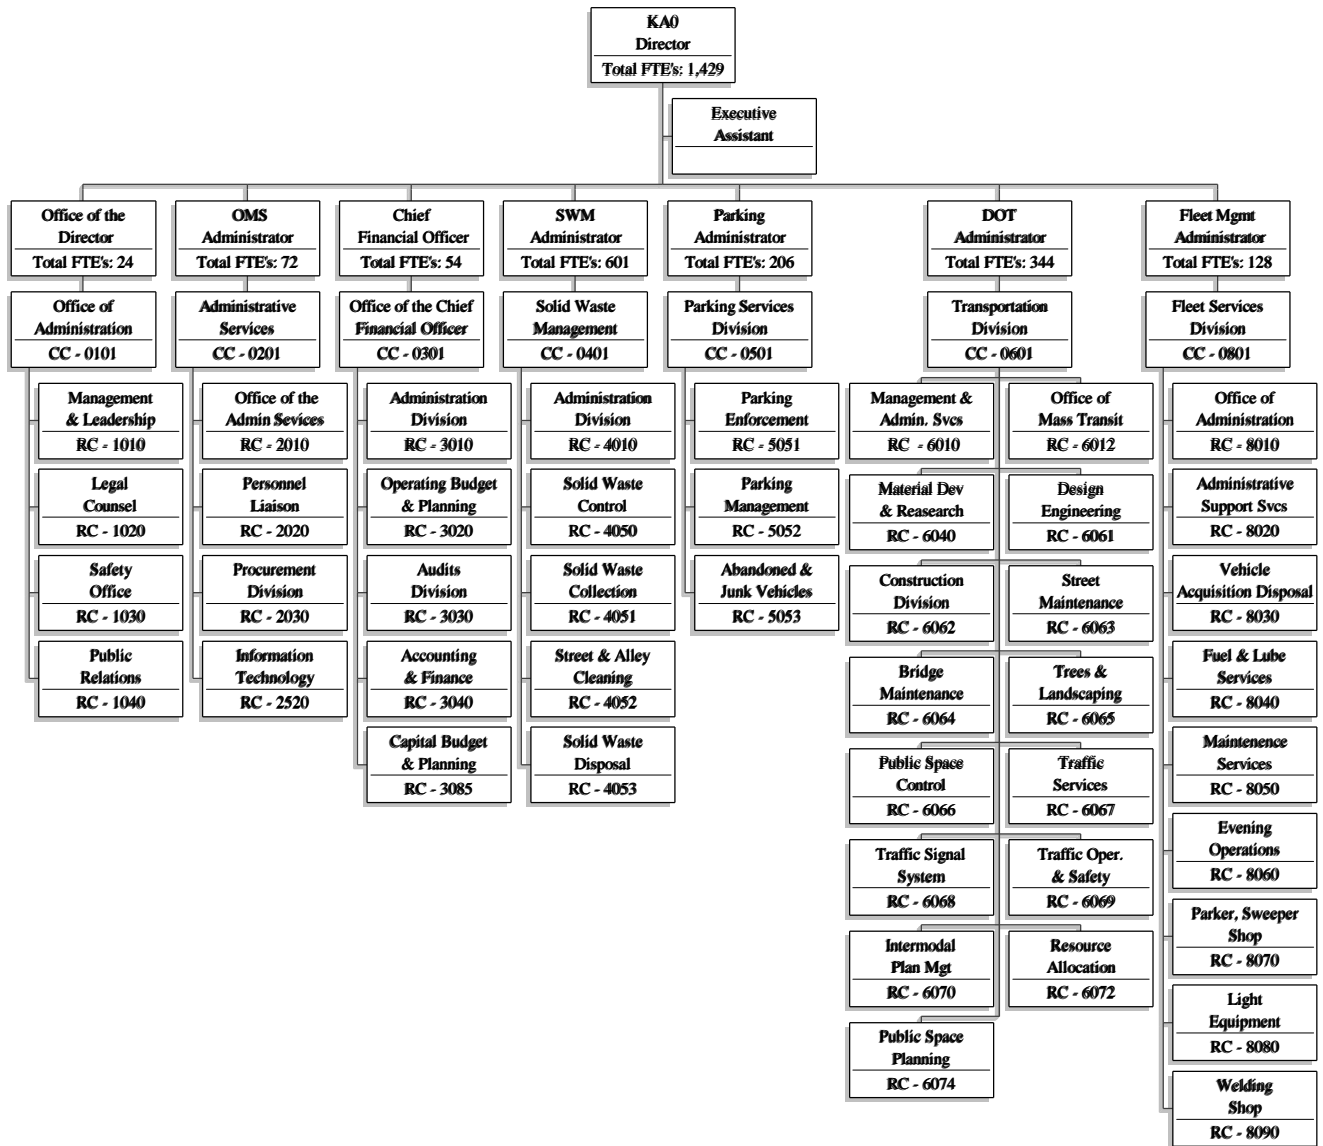 KA0
Director
Total FTE's: 1,429
Executive
Assistant
Office of the
Director
Total FTE's: 24
OMS
Administrator
Total FTE's: 72
Chief
Financial Officer
Total FTE's: 54
SWM
Administrator
Total FTE's: 601
Parking
Administrator
Total FTE's: 206
DOT
Administrator
Total FTE's: 344
Fleet Mgmt
Administrator
Total FTE's: 128
Office of
Administration
CC - 0101
Administrative
Services
CC - 0201
Office of the Chief
Financial Officer
CC - 0301
Solid Waste
Management
CC - 0401
Parking Services
Division
CC - 0501
Transportation
Division
CC - 0601
Fleet Services
Division
CC - 0801
Management
& Leadership
RC - 1010
Legal
Counsel
RC - 1020
Safety
Office
RC - 1030
Public
Relations
RC - 1040
Office of the
Admin Sevices
RC - 2010
Personnel
Liaison
RC - 2020
Procurement
Division
RC - 2030
Information
Technology
RC - 2520
Administration
Division
RC - 3010
Operating Budget
& Planning
RC - 3020
Audits
Division
RC - 3030
Accounting
& Finance
RC - 3040
Capital Budget
& Planning
RC - 3085
Administration
Division
RC - 4010
Solid Waste
Control
RC - 4050
Solid Waste
Collection
RC - 4051
Street & Alley
Cleaning
RC - 4052
Solid Waste
Disposal
RC - 4053
Parking
Enforcement
RC - 5051
Parking
Management
RC - 5052
Abandoned &
Junk Vehicles
RC - 5053
Management &
Admin. Svcs
RC - 6010
Office of
Mass Transit
RC - 6012
Material Dev
& Reasearch
RC - 6040
Design
Engineering
RC - 6061
Construction
Division
RC - 6062
Street
Maintenance
RC - 6063
Bridge
Maintenance
RC - 6064
Trees &
Landscaping
RC - 6065
Public Space
Control
RC - 6066
Traffic
Services
RC - 6067
Traffic Signal
System
RC - 6068
Traffic Oper.
& Safety
RC - 6069
Intermodal
Plan Mgt
RC - 6070
Resource
Allocation
RC - 6072
Public Space
Planning
RC - 6074
Office of
Administration
RC - 8010
Administrative
Support Svcs
RC - 8020
Vehicle
Acquisition Disposal
RC - 8030
Fuel & Lube
Services
RC - 8040
Maintenence
Services
RC - 8050
Evening
Operations
RC - 8060
Parker, Sweeper
Shop
RC - 8070
Light
Equipment
RC - 8080
Welding
Shop
RC - 8090